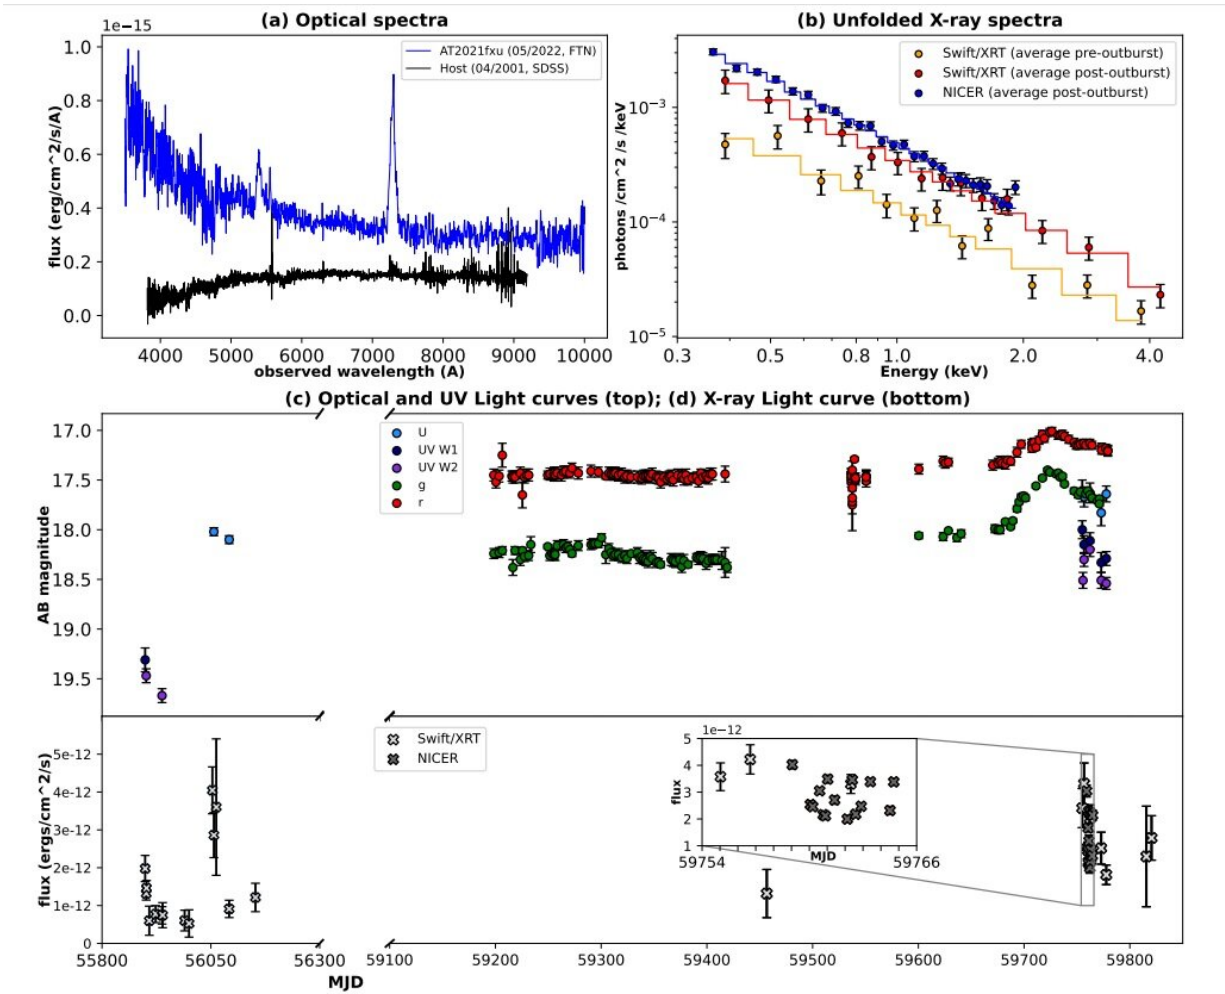 (a) Optical spectra
1e−15
AT2021fxu (05/2022, FTN)
Host (04/2001, SDSS)
1.0
0.8
0.6
0.4
0.2
0.0
flux (erg/cm^2/s/A)
4000 5000 6000 7000 8000 9000 10000
observed wavelength (A)
(b) Unfolded X-ray spectra
Swift/XRT (average pre-outburst)
Swift/XRT (average post-outburst)
NICER (average post-outburst)
10−3
10−4
10−5
photons /cm^2 /s /keV
0.3 0.5 0.8 1.0 2.0 4.0
Energy (keV)
(c) Optical and UV Light curves (top); (d) X-ray Light curve (bottom)
U
UV W1
UV W2
g
r
17.0
17.5
18.0
18.5
19.0
19.5
AB magnitude
Swift/XRT
NICER
5e-12
4e-12
3e-12
2e-12
1e-12
0
flux (ergs/cm^2/s)
1e−12
5
4
3
2
1
flux
59754 MJD 59766
55800 56050 56300 59100 59200 59300 59400 59500 59600 59700 59800
MJD